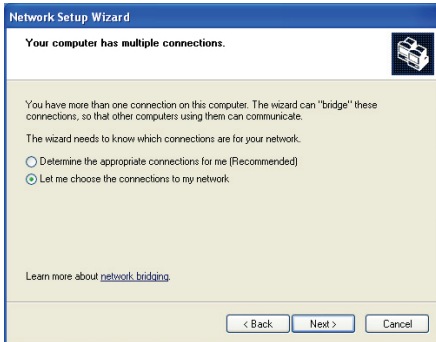 Network Setup Wizard
Your computer has multiple connections.
You have more than one connection on this computer. The wizard can "bridge" these
connections, so that other computers using them can communicate.
The wizard needs to know which connections are for your network.
Determine the appropriate connections for me (Recommended)
Let me choose the connections to my network
Learn more about network bridging.
< Back Next > Cancel